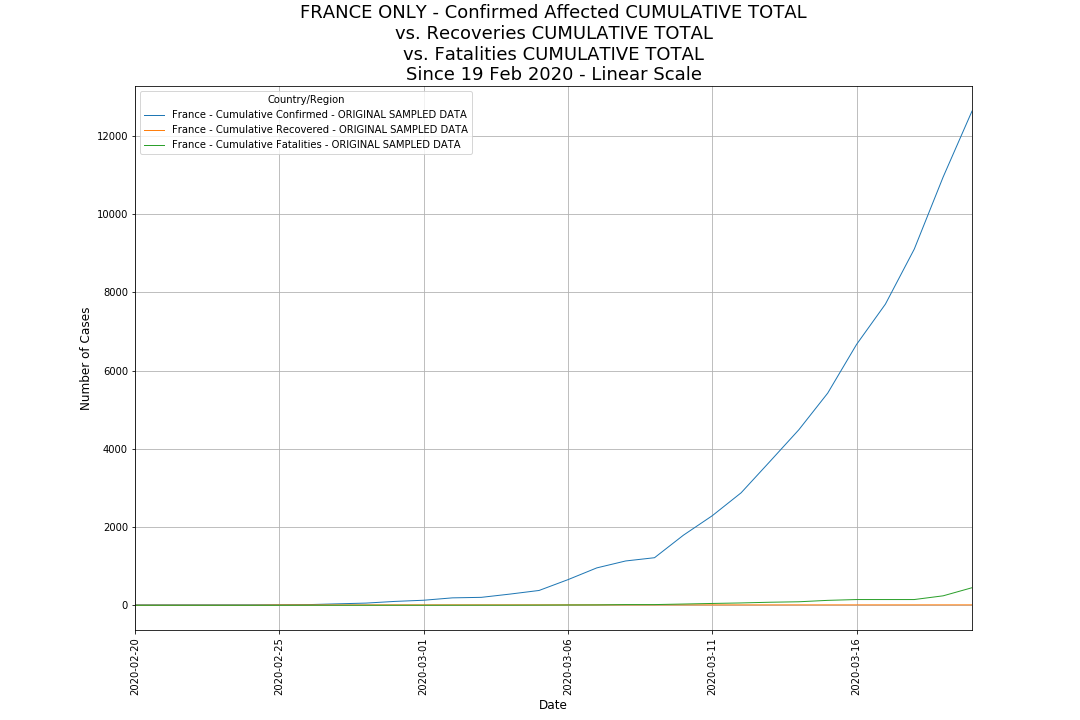 FRANCE ONLY - Confirmed Affected CUMULATIVE TOTAL
vs. Recoveries CUMULATIVE TOTAL
vs. Fatalities CUMULATIVE TOTAL
Since 19 Feb 2020 - Linear Scale
Country/Region
France - Cumulative Confirmed - ORIGINAL SAMPLED DATA
France - Cumulative Recovered - ORIGINAL SAMPLED DATA
France - Cumulative Fatalities - ORIGINAL SAMPLED DATA
Number of Cases
12000
10000
8000
6000
4000
2000
0
2020-02-20
2020-02-25
2020-03-01
2020-03-06
2020-03-11
2020-03-16
Date